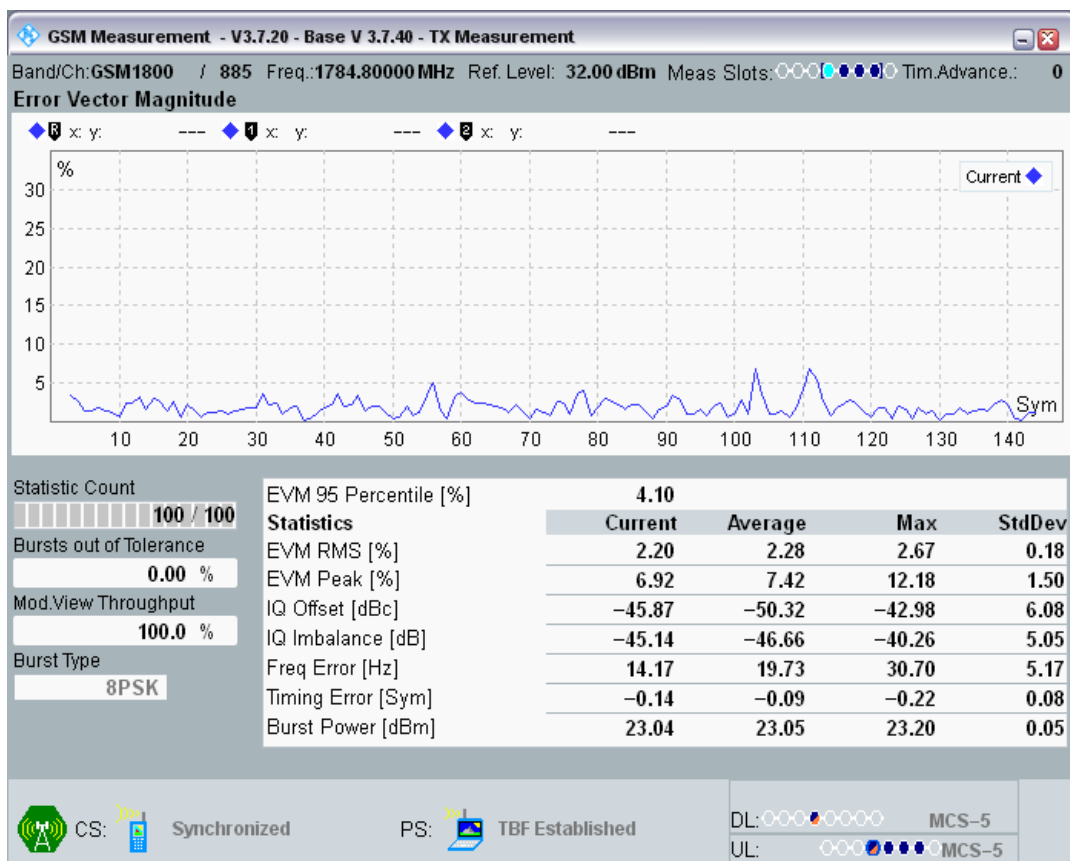 GSM Measurement - V3.7.20 - Base V 3.7.40 - TX Measurement
Band/Ch:GSM1800 / 885 Freq.:1784.80000 MHz Ref. Level: 32.00 dBm Meas Slots: Tim.Advance.: 0
Error Vector Magnitude
R x: y: --- 1 x: y: --- 2 x: y: ---
%
Current
30
25
20
15
10
5
Sym
10 20 30 40 50 60 70 80 90 100 110 120 130 140
Statistic Count
100 / 100
Bursts out of Tolerance
0.00 %
Mod.View Throughput
100.0 %
Burst Type
8PSK
EVM 95 Percentile [%] 4.10
Statistics Current Average Max StdDev
EVM RMS [%] 2.20 2.28 2.67 0.18
EVM Peak [%] 6.92 7.42 12.18 1.50
IQ Offset [dBc] −45.87 −50.32 −42.98 6.08
IQ Imbalance [dB] −45.14 −46.66 −40.26 5.05
Freq Error [Hz] 14.17 19.73 30.70 5.17
Timing Error [Sym] −0.14 −0.09 −0.22 0.08
Burst Power [dBm] 23.04 23.05 23.20 0.05
CS: Synchronized PS: TBF Established
DL: MCS−5
UL: MCS−5